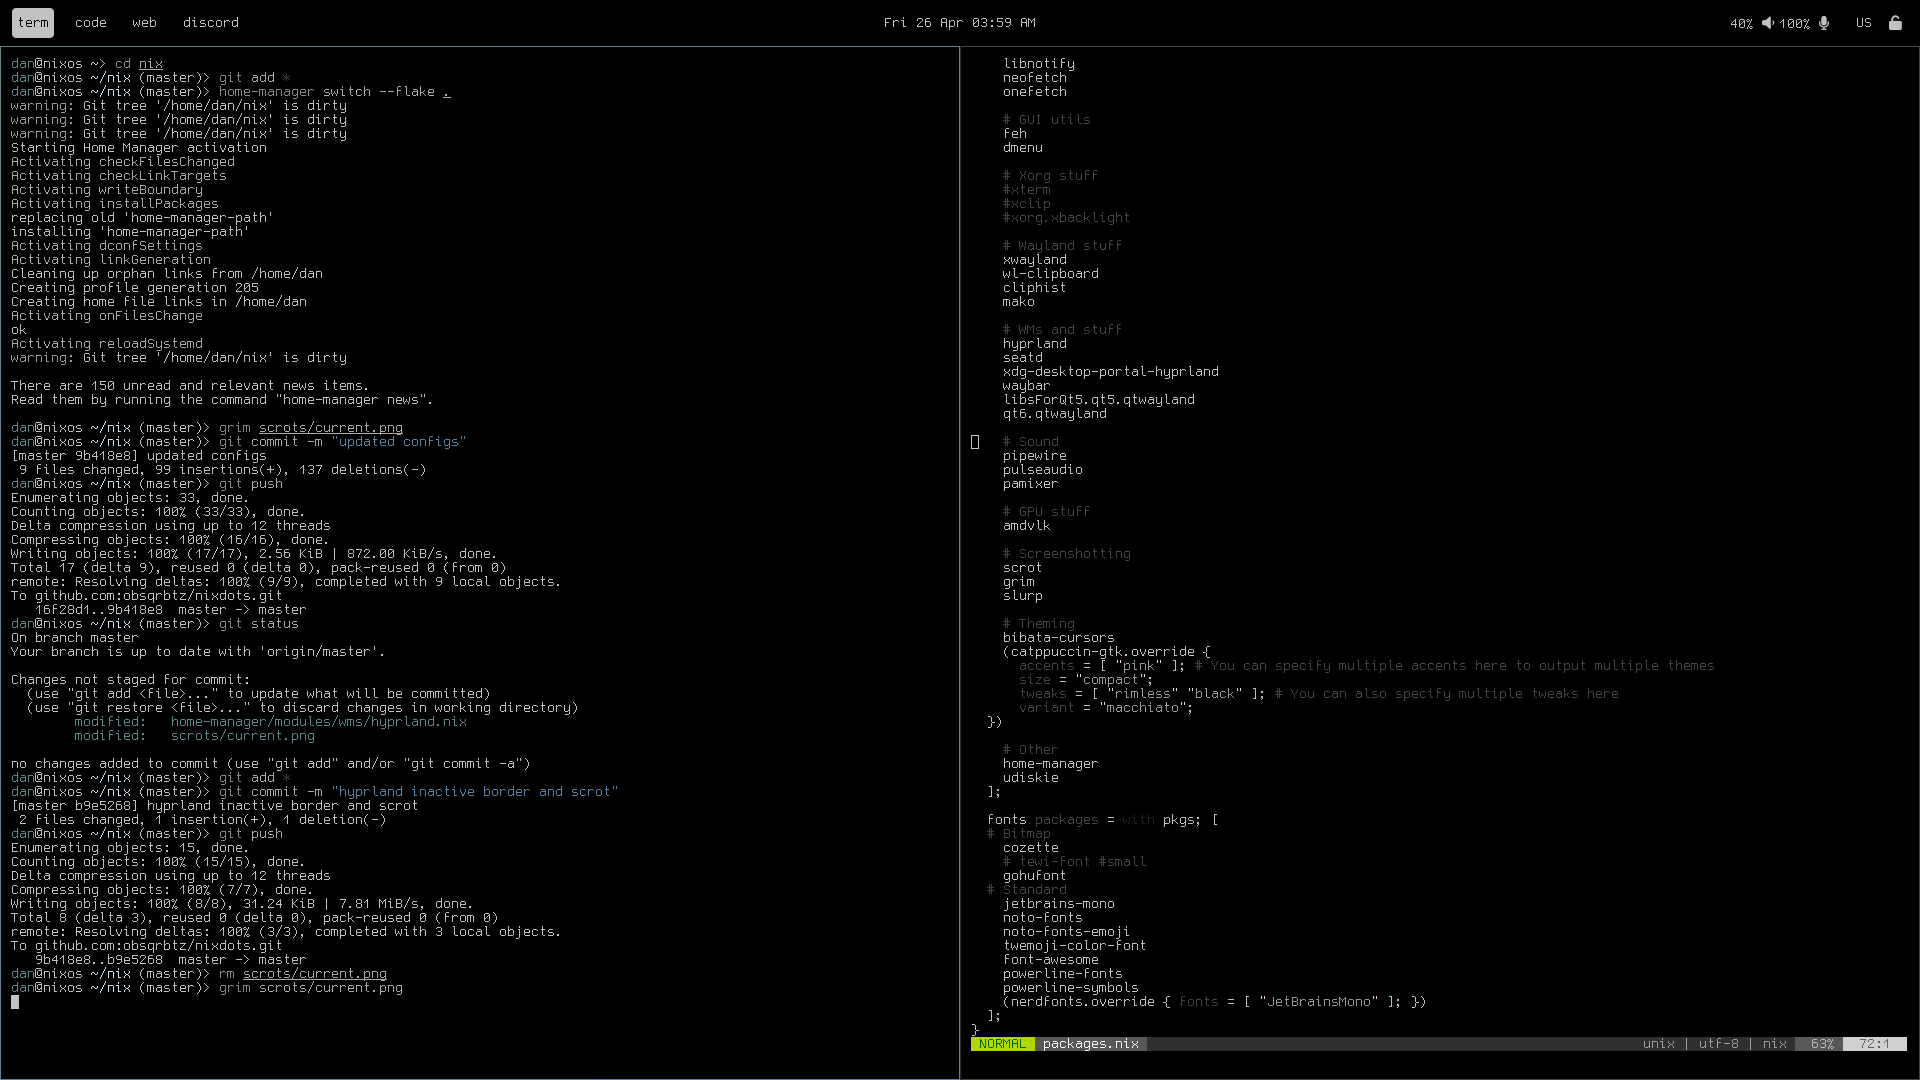 term code web discord Fri 26 Apr 03:59 AM 40% 100% US
dan@nixos ~> cd nix
dan@nixos ~/nix (master)> git add *
dan@nixos ~/nix (master)> home-manager switch --flake .
warning: Git tree '/home/dan/nix' is dirty
warning: Git tree '/home/dan/nix' is dirty
warning: Git tree '/home/dan/nix' is dirty
Starting Home Manager activation
Activating checkFilesChanged
Activating checkLinkTargets
Activating writeBoundary
Activating installPackages
replacing old 'home-manager-path'
installing 'home-manager-path'
Activating dconfSettings
Activating linkGeneration
Cleaning up orphan links from /home/dan
Creating profile generation 205
Creating home file links in /home/dan
Activating onFilesChange
ok
Activating reloadSystemd
warning: Git tree '/home/dan/nix' is dirty
There are 150 unread and relevant news items.
Read them by running the command "home-manager news".
dan@nixos ~/nix (master)> grim scrots/current.png
dan@nixos ~/nix (master)> git commit -m "updated configs"
[master 9b418e8] updated configs
9 files changed, 99 insertions(+), 137 deletions(-)
dan@nixos ~/nix (master)> git push
Enumerating objects: 33, done.
Counting objects: 100% (33/33), done.
Delta compression using up to 12 threads
Compressing objects: 100% (16/16), done.
Writing objects: 100% (17/17), 2.56 KiB | 872.00 KiB/s, done.
Total 17 (delta 9), reused 0 (delta 0), pack-reused 0 (from 0)
remote: Resolving deltas: 100% (9/9), completed with 9 local objects.
To github.com:obsqrbtz/nixdots.git
16f28d1..9b418e8 master -> master
dan@nixos ~/nix (master)> git status
On branch master
Your branch is up to date with 'origin/master'.
Changes not staged for commit:
(use "git add <file>..." to update what will be committed)
(use "git restore <file>..." to discard changes in working directory)
modified: home-manager/modules/wms/hyprland.nix
modified: scrots/current.png
no changes added to commit (use "git add" and/or "git commit -a")
dan@nixos ~/nix (master)> git add *
dan@nixos ~/nix (master)> git commit -m "hyprland inactive border and scrot"
[master b9e5268] hyprland inactive border and scrot
2 files changed, 1 insertion(+), 1 deletion(-)
dan@nixos ~/nix (master)> git push
Enumerating objects: 15, done.
Counting objects: 100% (15/15), done.
Delta compression using up to 12 threads
Compressing objects: 100% (7/7), done.
Writing objects: 100% (8/8), 31.24 KiB | 7.81 MiB/s, done.
Total 8 (delta 3), reused 0 (delta 0), pack-reused 0 (from 0)
remote: Resolving deltas: 100% (3/3), completed with 3 local objects.
To github.com:obsqrbtz/nixdots.git
9b418e8..b9e5268 master -> master
dan@nixos ~/nix (master)> rm scrots/current.png
dan@nixos ~/nix (master)> grim scrots/current.png
libnotify
neofetch
onefetch
# GUI utils
feh
dmenu
# Xorg stuff
#xterm
#xclip
#xorg.xbacklight
# Wayland stuff
xwayland
wl-clipboard
cliphist
mako
# WMs and stuff
hyprland
seatd
xdg-desktop-portal-hyprland
waybar
libsForQt5.qt5.qtwayland
qt6.qtwayland
# Sound
pipewire
pulseaudio
pamixer
# GPU stuff
amdvlk
# Screenshotting
scrot
grim
slurp
# Theming
bibata-cursors
(catppuccin-gtk.override {
accents = [ "pink" ]; # You can specify multiple accents here to output multiple themes
size = "compact";
tweaks = [ "rimless" "black" ]; # You can also specify multiple tweaks here
variant = "macchiato";
})
# Other
home-manager
udiskie
];
fonts.packages = with pkgs; [
# Bitmap
cozette
# tewi-font #small
gohufont
# Standard
jetbrains-mono
noto-fonts
noto-fonts-emoji
twemoji-color-font
font-awesome
powerline-fonts
powerline-symbols
(nerdfonts.override { fonts = [ "JetBrainsMono" ]; })
];
}
NORMAL packages.nix unix | utf-8 | nix 63% 72:1